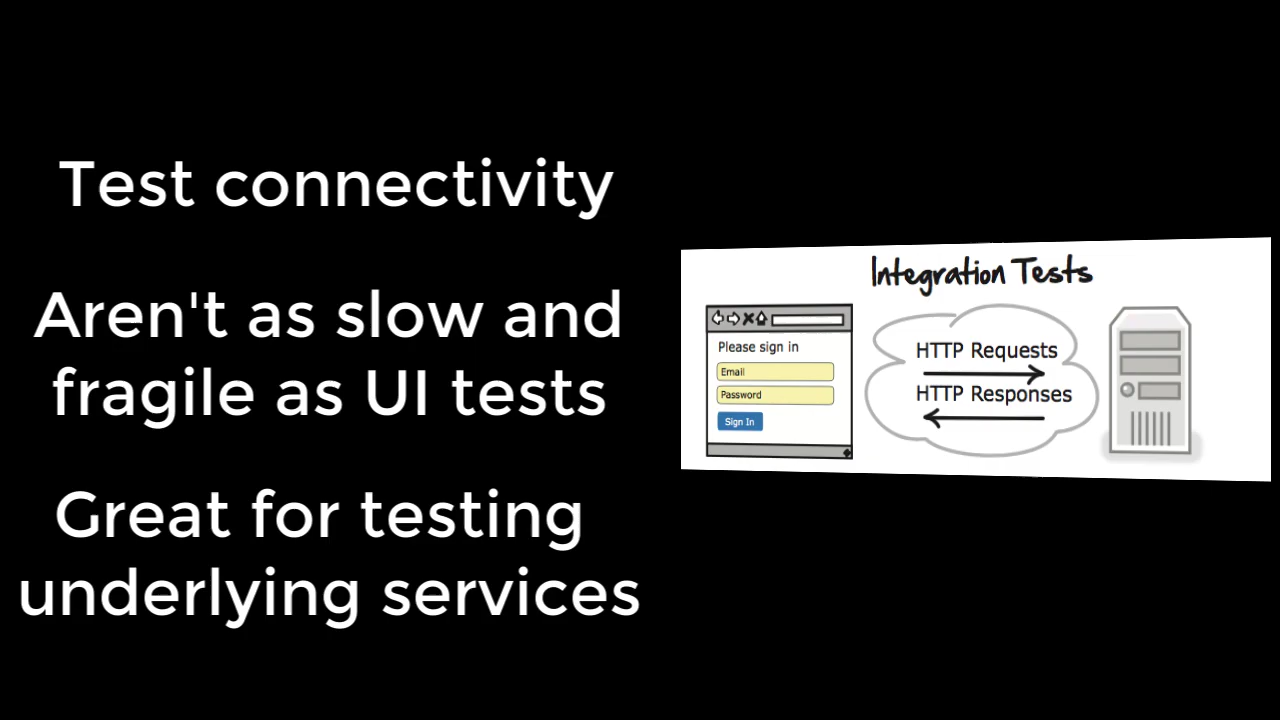 Test connectivity
Aren't as slow and
fragile as UI tests
Great for testing
underlying services
Integration Tests
Please sign in
Email
Password
Sign In
HTTP Requests
HTTP Responses